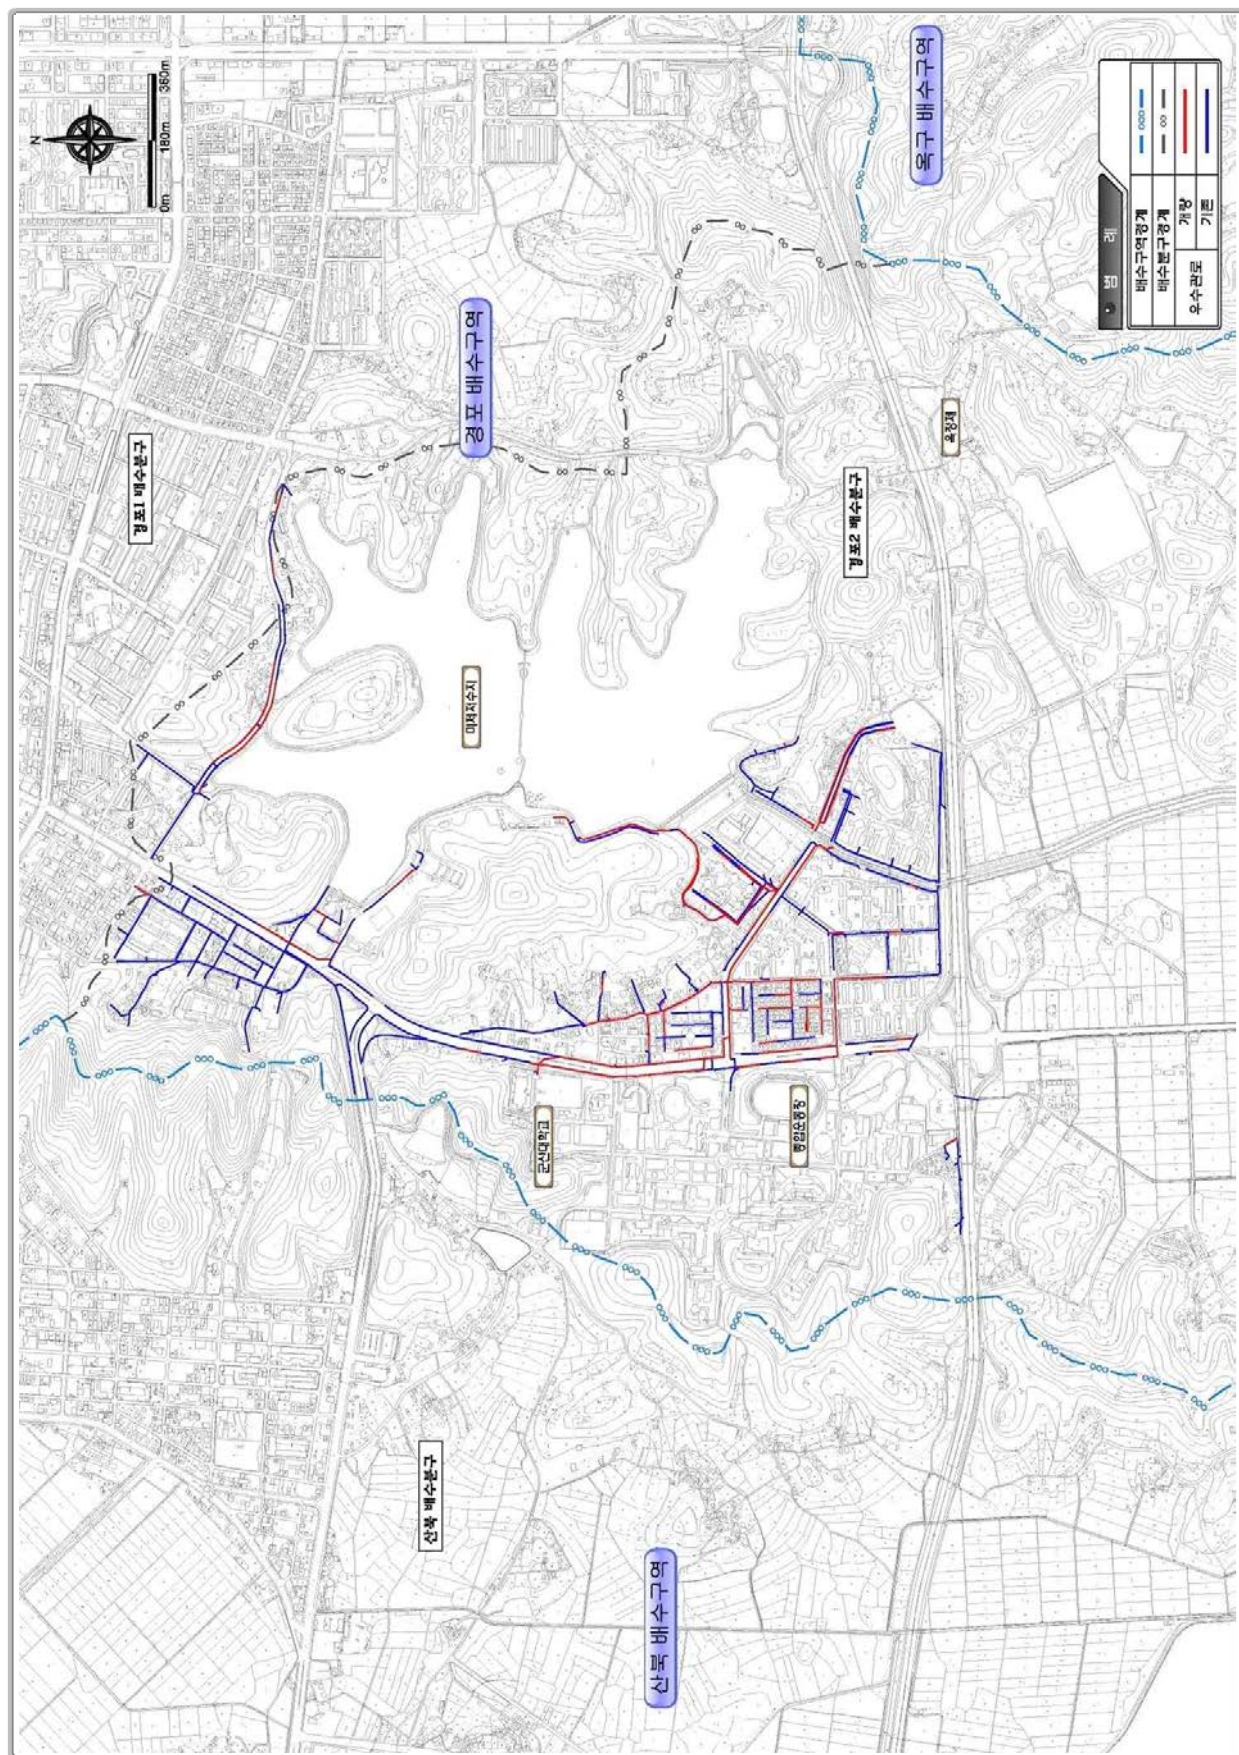 N
0m 180m 360m
경포1 배수분구
경포 배수구역
옥구 배수구역
범 례
배수구역경계
배수분구경계
우수관로
개량
기존
미제저수지
경포2 배수분구
옥정제
군산대학교
종합운동장
산북 배수분구
산북 배수구역